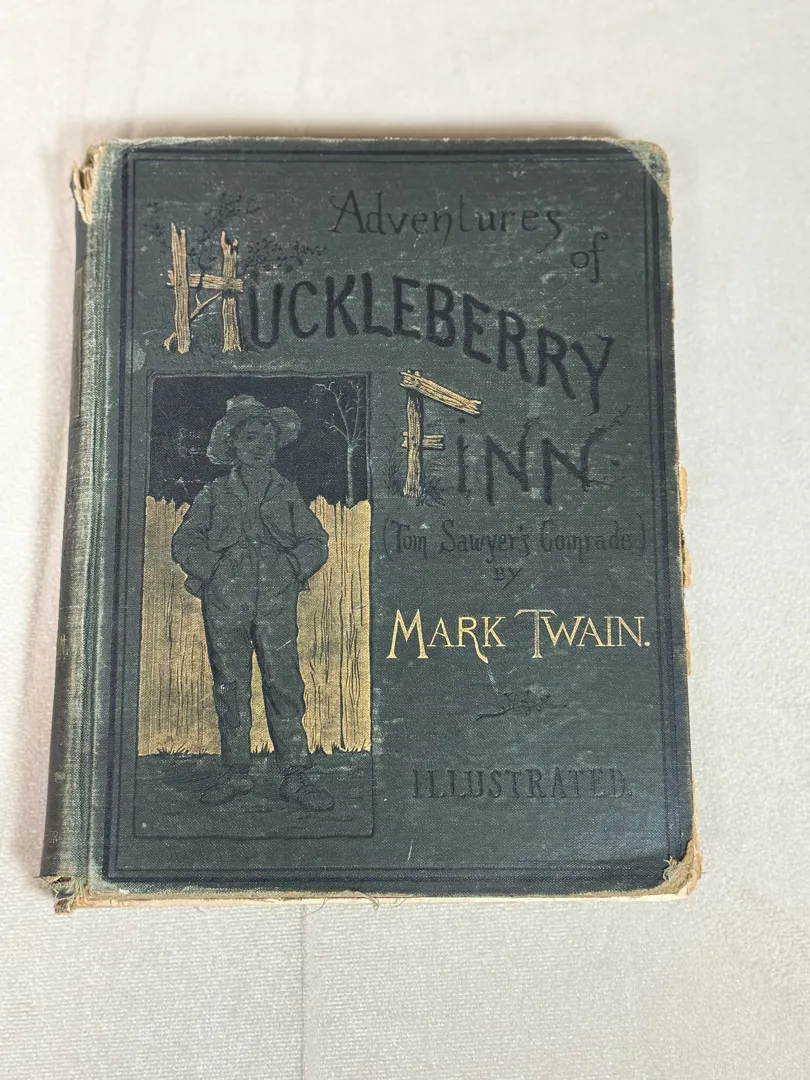 Adventures
of
HUCKLEBERRY
FINN.
(Tom Sawyer's Comrade)
BY
MARK TWAIN.
ILLUSTRATED.